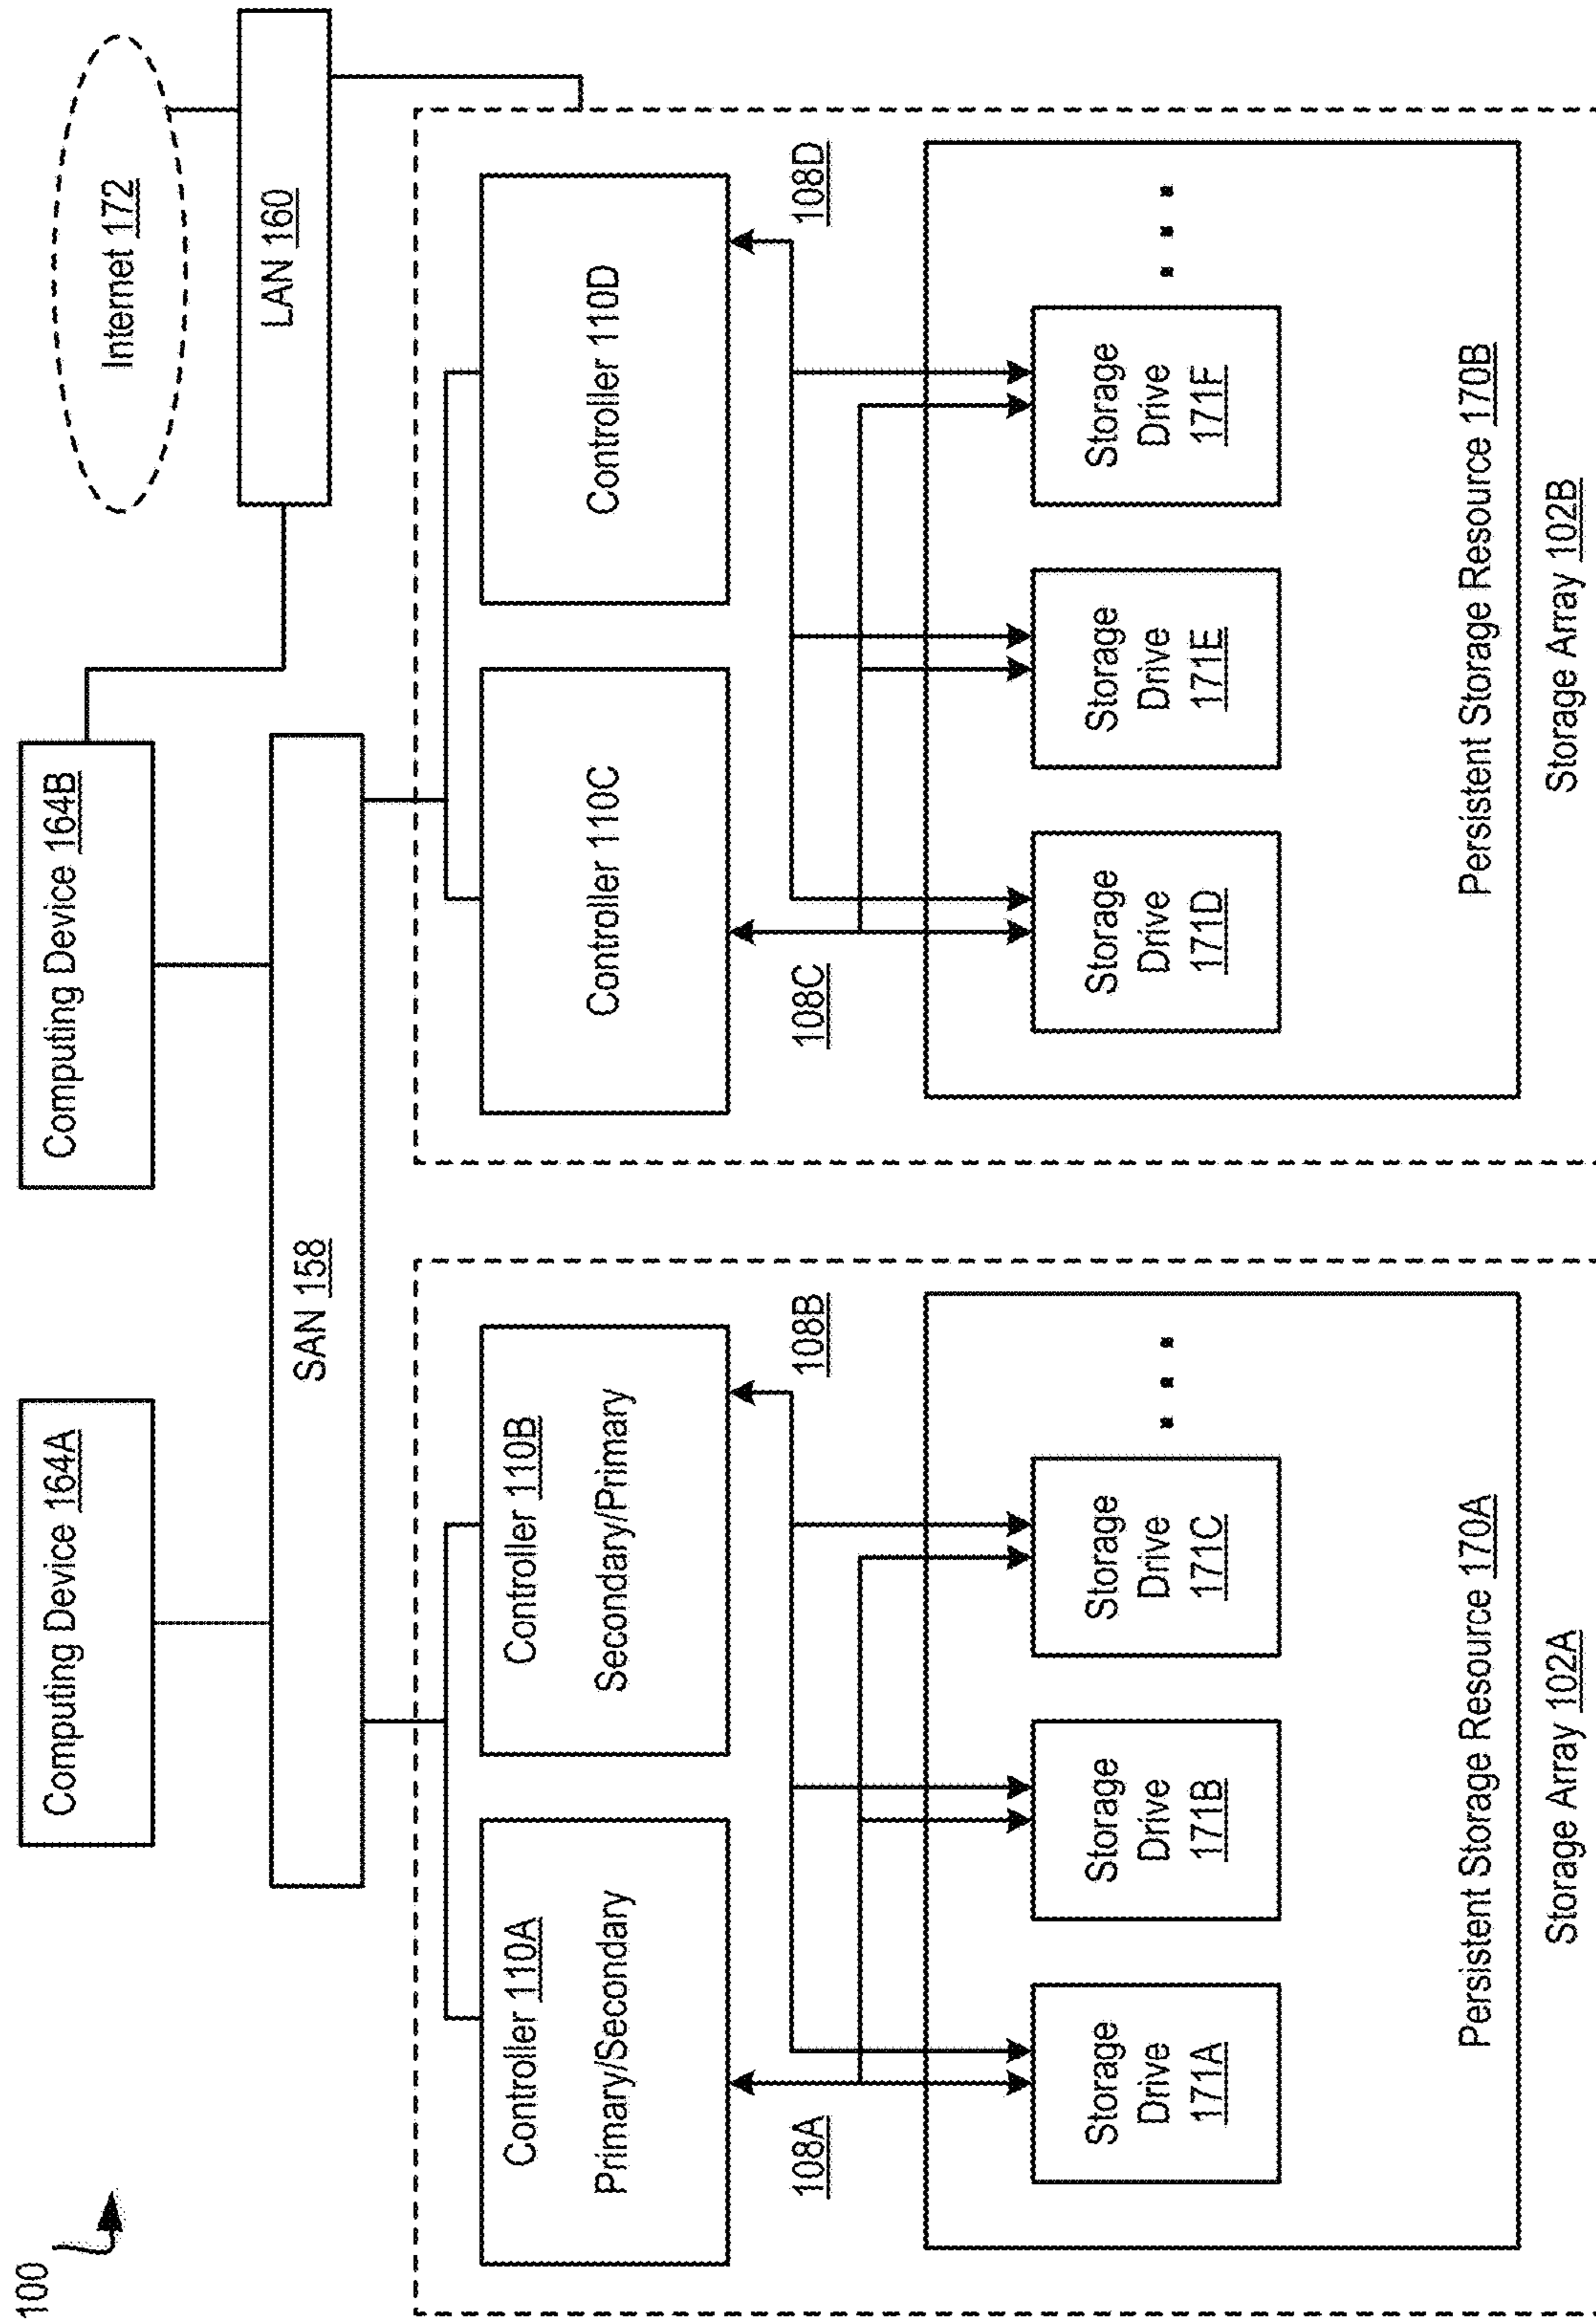 100
Computing Device 164A
Computing Device 164B
Internet 172
SAN 158
LAN 160
Controller 110A
Primary/Secondary
Controller 110B
Secondary/Primary
Controller 110C
Controller 110D
108A
108B
108C
108D
Storage
Drive
171A
Storage
Drive
171B
Storage
Drive
171C
Storage
Drive
171D
Storage
Drive
171E
Storage
Drive
171F
Persistent Storage Resource 170A
Persistent Storage Resource 170B
Storage Array 102A
Storage Array 102B